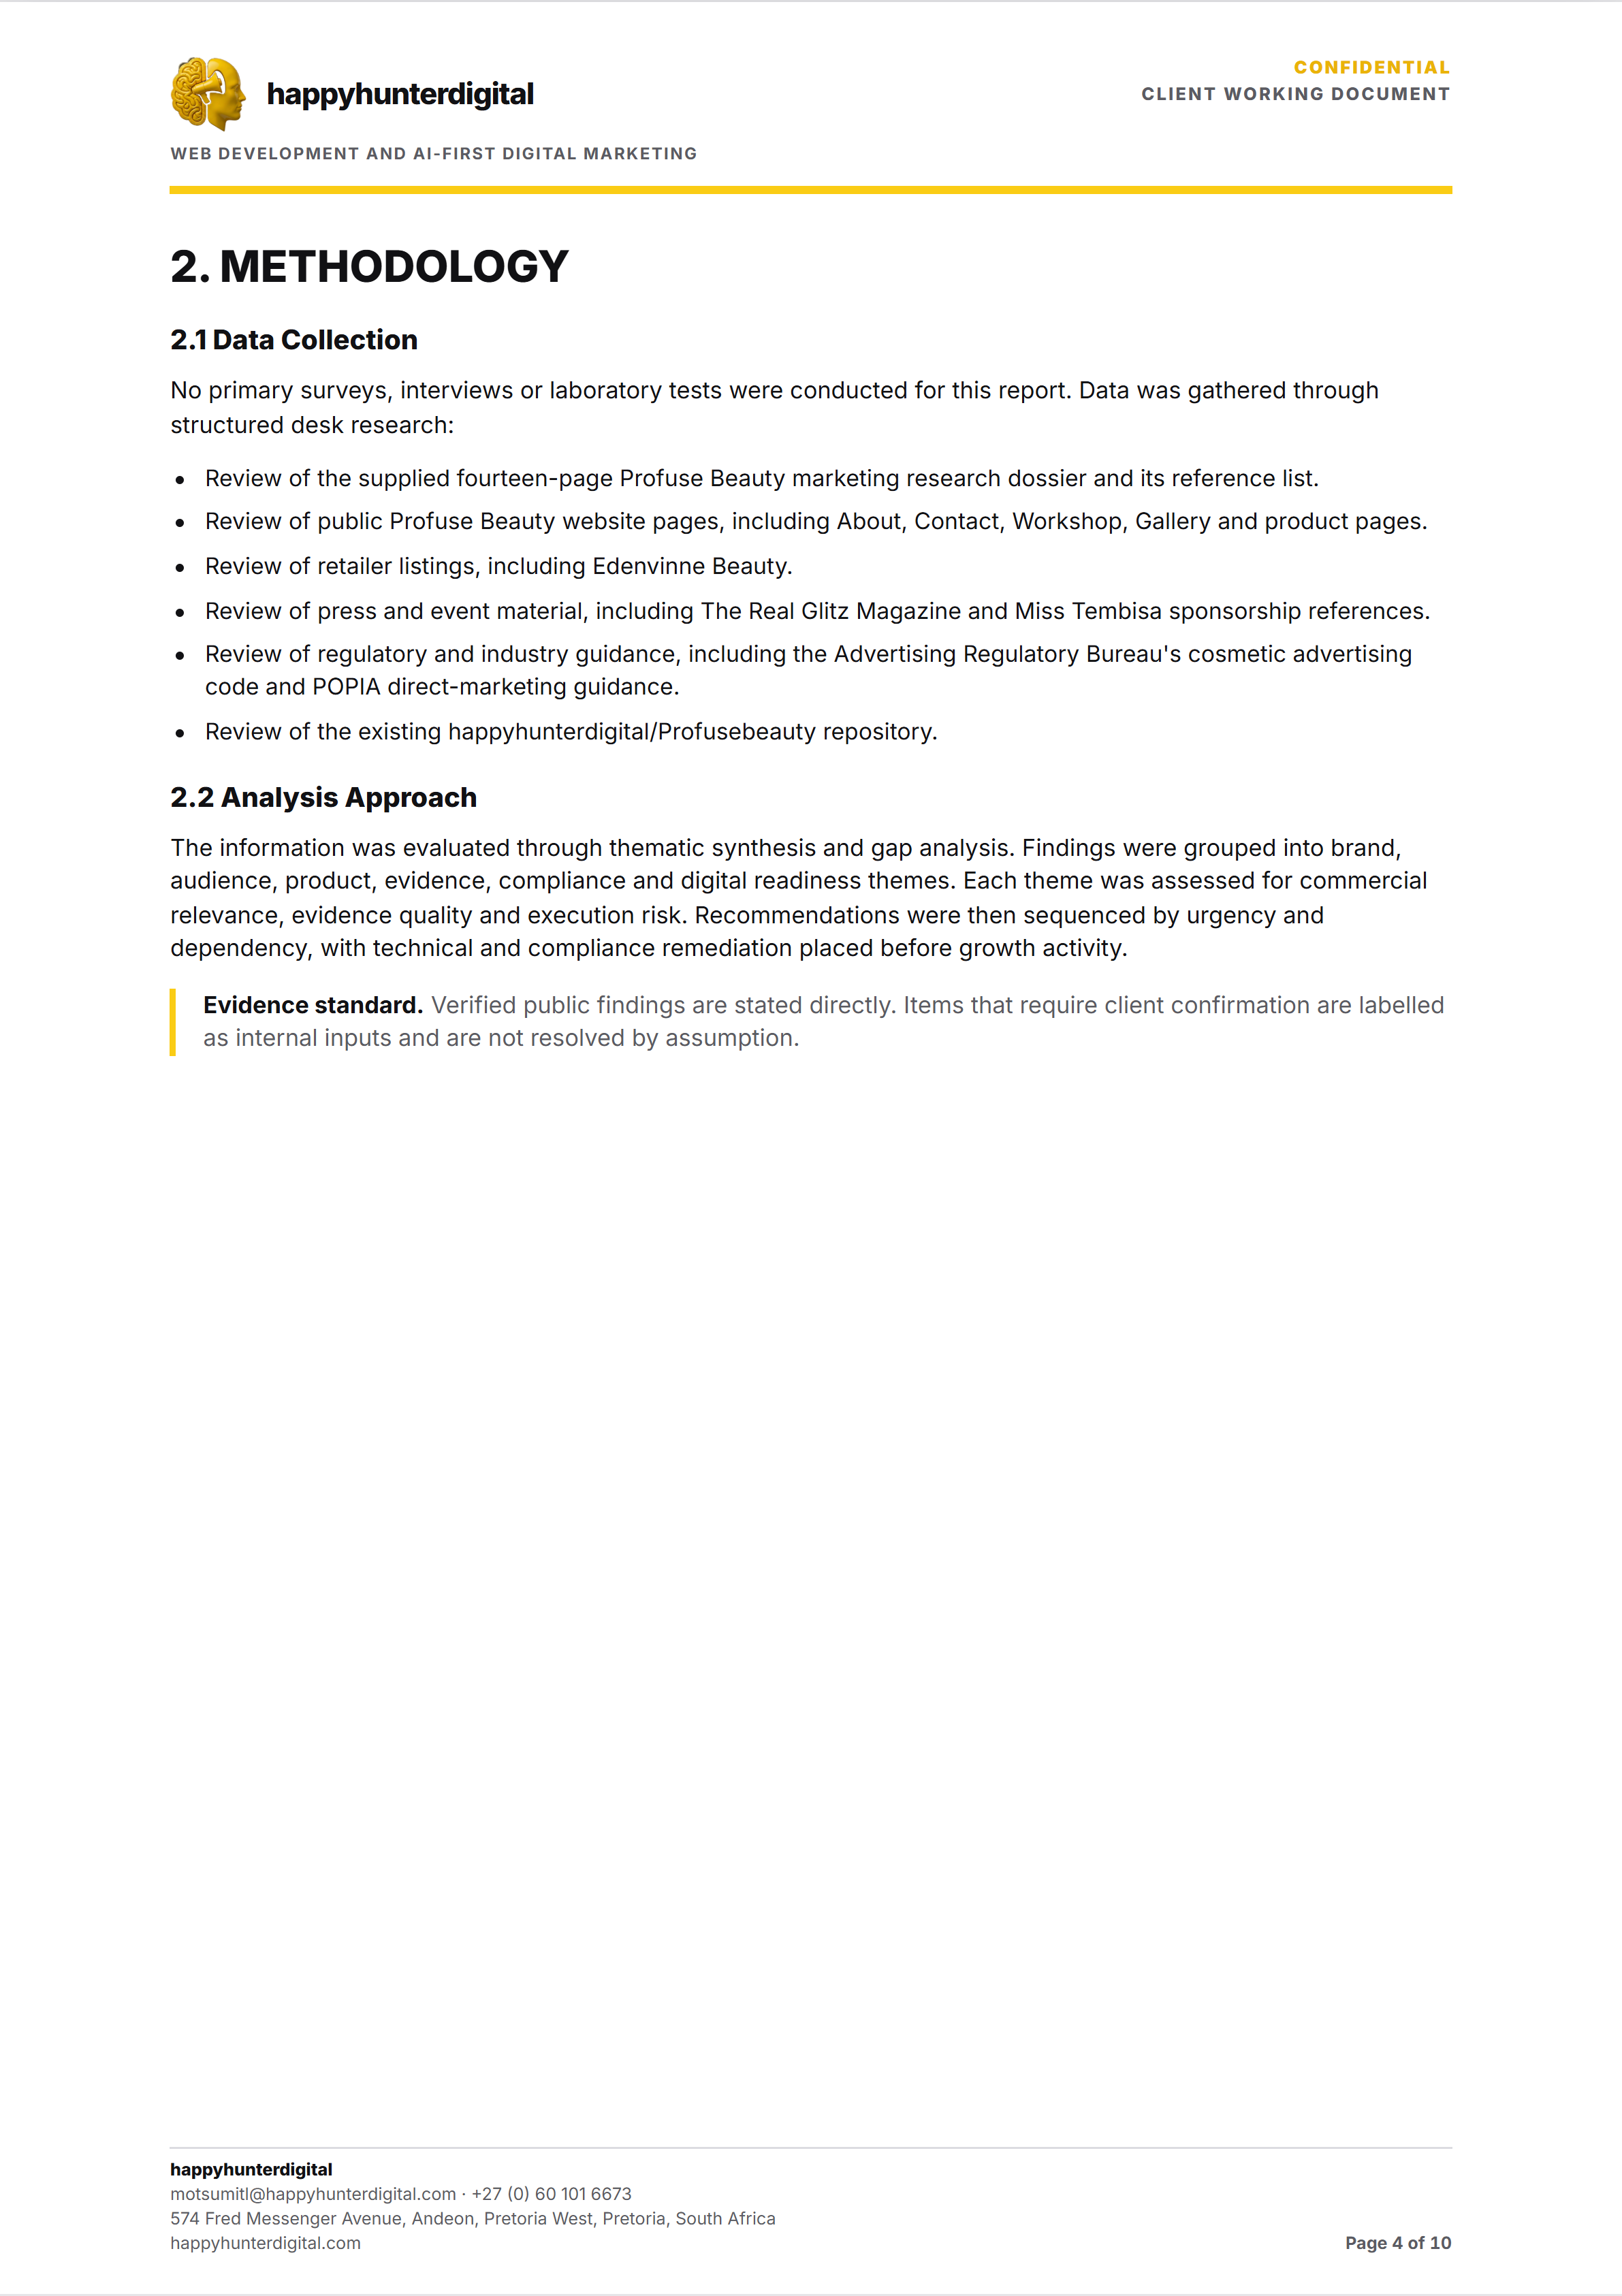 happyhunterdigital
CONFIDENTIAL
CLIENT WORKING DOCUMENT
WEB DEVELOPMENT AND AI-FIRST DIGITAL MARKETING
2. METHODOLOGY
2.1 Data Collection
No primary surveys, interviews or laboratory tests were conducted for this report. Data was gathered through
structured desk research:
• Review of the supplied fourteen-page Profuse Beauty marketing research dossier and its reference list.
• Review of public Profuse Beauty website pages, including About, Contact, Workshop, Gallery and product pages.
• Review of retailer listings, including Edenvinne Beauty.
• Review of press and event material, including The Real Glitz Magazine and Miss Tembisa sponsorship references.
• Review of regulatory and industry guidance, including the Advertising Regulatory Bureau's cosmetic advertising
code and POPIA direct-marketing guidance.
• Review of the existing happyhunterdigital/Profusebeauty repository.
2.2 Analysis Approach
The information was evaluated through thematic synthesis and gap analysis. Findings were grouped into brand,
audience, product, evidence, compliance and digital readiness themes. Each theme was assessed for commercial
relevance, evidence quality and execution risk. Recommendations were then sequenced by urgency and
dependency, with technical and compliance remediation placed before growth activity.
Evidence standard. Verified public findings are stated directly. Items that require client confirmation are labelled
as internal inputs and are not resolved by assumption.
happyhunterdigital
motsumitl@happyhunterdigital.com · +27 (0) 60 101 6673
574 Fred Messenger Avenue, Andeon, Pretoria West, Pretoria, South Africa
happyhunterdigital.com
Page 4 of 10